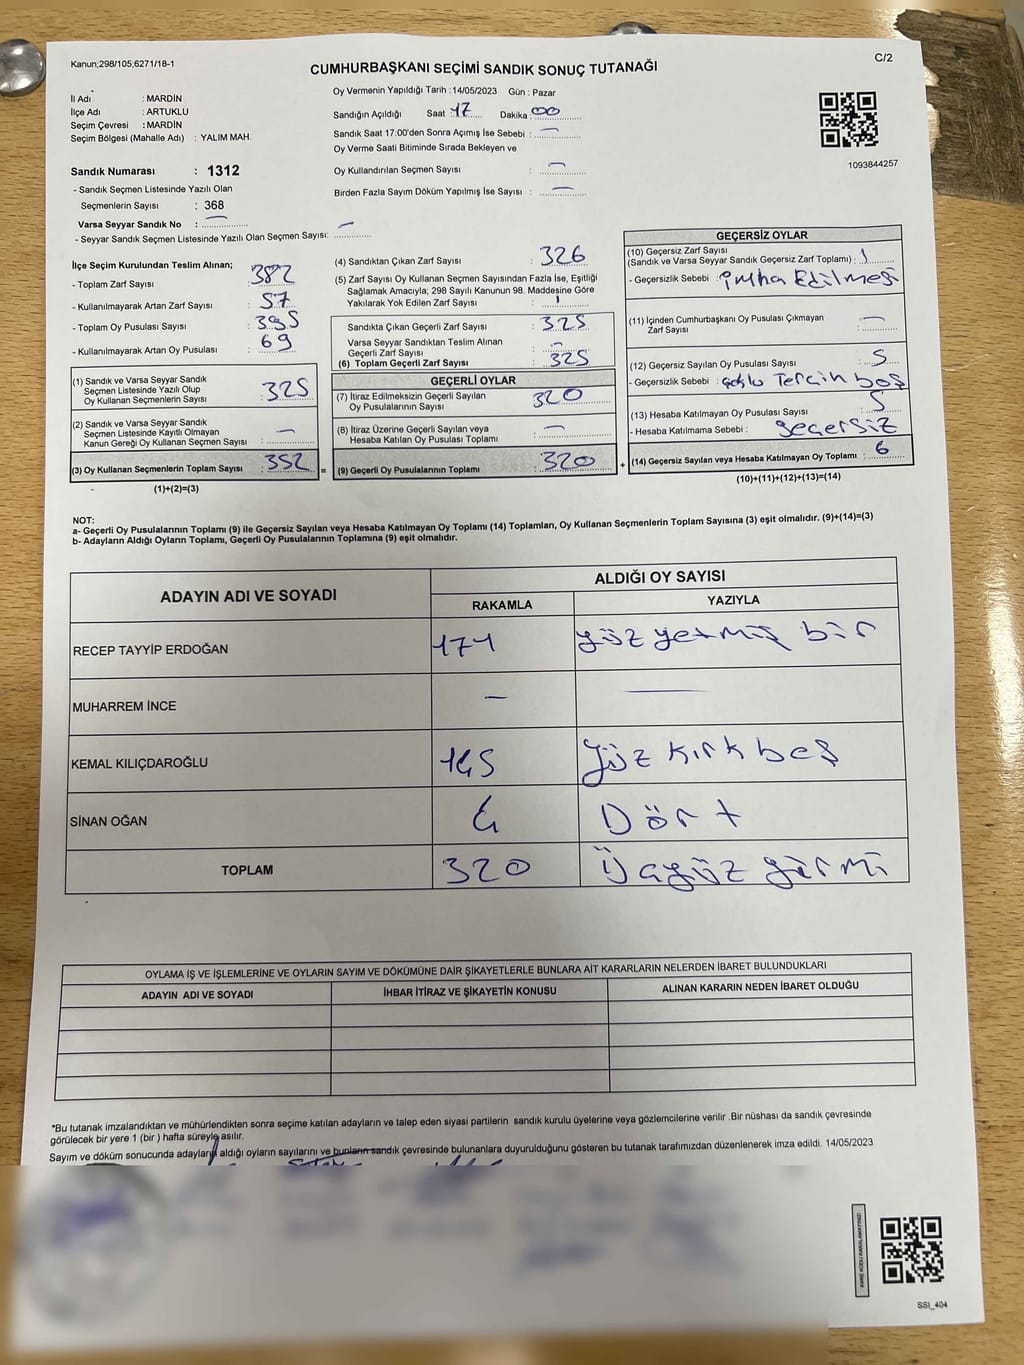 Kanun;298/105;6271/18-1
CUMHURBAŞKANI SEÇİMİ SANDIK SONUÇ TUTANAĞI
C/2
İl Adı : MARDİN
İlçe Adı : ARTUKLU
Seçim Çevresi : MARDİN
Seçim Bölgesi (Mahalle Adı) : YALIM MAH.
Sandık Numarası : 1312
- Sandık Seçmen Listesinde Yazılı Olan
Seçmenlerin Sayısı : 368
Varsa Seyyar Sandık No : —
- Seyyar Sandık Seçmen Listesinde Yazılı Olan Seçmen Sayısı: —
Oy Vermenin Yapıldığı Tarih : 14/05/2023 Gün : Pazar
Sandığın Açıldığı Saat 17 Dakika : 00
Sandık Saat 17:00'den Sonra Açımış İse Sebebi : —
Oy Verme Saati Bitiminde Sırada Bekleyen ve
Oy Kullandırılan Seçmen Sayısı : —
Birden Fazla Sayım Döküm Yapılmış İse Sayısı : —
1093844257
İlçe Seçim Kurulundan Teslim Alınan;
- Toplam Zarf Sayısı : 382
- Kullanılmayarak Artan Zarf Sayısı : 57
- Toplam Oy Pusulası Sayısı : 395
- Kullanılmayarak Artan Oy Pusulası : 69
(1) Sandık ve Varsa Seyyar Sandık
Seçmen Listesinde Yazılı Olup
Oy Kullanan Seçmenlerin Sayısı : 325
(2) Sandık ve Varsa Seyyar Sandık
Seçmen Listesinde Kayıtlı Olmayan
Kanun Gereği Oy Kullanan Seçmen Sayısı : —
(3) Oy Kullanan Seçmenlerin Toplam Sayısı : 352 =
(1)+(2)=(3)
(4) Sandıktan Çıkan Zarf Sayısı : 326
(5) Zarf Sayısı Oy Kullanan Seçmen Sayısından Fazla İse, Eşitliği
Sağlamak Amacıyla; 298 Sayılı Kanunun 98. Maddesine Göre
Yakılarak Yok Edilen Zarf Sayısı : 1
Sandıkta Çıkan Geçerli Zarf Sayısı : 325
Varsa Seyyar Sandıktan Teslim Alınan
Geçerli Zarf Sayısı : —
(6) Toplam Geçerli Zarf Sayısı : 325
GEÇERLİ OYLAR
(7) İtiraz Edilmeksizin Geçerli Sayılan
Oy Pusulalarının Sayısı : 320
(8) İtiraz Üzerine Geçerli Sayılan veya
Hesaba Katılan Oy Pusulası Toplamı : —
(9) Geçerli Oy Pusulalarının Toplamı : 320 +
GEÇERSİZ OYLAR
(10) Geçersiz Zarf Sayısı
(Sandık ve Varsa Seyyar Sandık Geçersiz Zarf Toplamı) : 1
- Geçersizlik Sebebi : imha Edilmesi
(11) İçinden Cumhurbaşkanı Oy Pusulası Çıkmayan
Zarf Sayısı : —
(12) Geçersiz Sayılan Oy Pusulası Sayısı : 5
- Geçersizlik Sebebi : Tercih boş
(13) Hesaba Katılmayan Oy Pusulası Sayısı : 5
- Hesaba Katılmama Sebebi : geçersiz
(14) Geçersiz Sayılan veya Hesaba Katılmayan Oy Toplamı : 6
(10)+(11)+(12)+(13)=(14)
NOT:
a- Geçerli Oy Pusulalarının Toplamı (9) ile Geçersiz Sayılan veya Hesaba Katılmayan Oy Toplamı (14) Toplamları, Oy Kullanan Seçmenlerin Toplam Sayısına (3) eşit olmalıdır. (9)+(14)=(3)
b- Adayların Aldığı Oyların Toplamı, Geçerli Oy Pusulalarının Toplamına (9) eşit olmalıdır.
ADAYIN ADI VE SOYADI
ALDIĞI OY SAYISI
RAKAMLA YAZIYLA
RECEP TAYYİP ERDOĞAN 171 yüz yetmiş bir
MUHARREM İNCE — —
KEMAL KILIÇDAROĞLU 145 Yüz Kırk beş
SİNAN OĞAN 4 Dört
TOPLAM 320 Üçyüz yirmi
OYLAMA İŞ VE İŞLEMLERİNE VE OYLARIN SAYIM VE DÖKÜMÜNE DAİR ŞİKAYETLERLE BUNLARA AİT KARARLARIN NELERDEN İBARET BULUNDUKLARI
ADAYIN ADI VE SOYADI İHBAR İTİRAZ VE ŞİKAYETİN KONUSU ALINAN KARARIN NEDEN İBARET OLDUĞU
*Bu tutanak imzalandıktan ve mühürlendikten sonra seçime katılan adayların ve talep eden siyasi partilerin sandık kurulu üyelerine veya gözlemcilerine verilir .Bir nüshası da sandık çevresinde
görülecek bir yere 1 (bir ) hafta süreyle asılır.
Sayım ve döküm sonucunda adayların aldığı oyların sayılarını ve bunların sandık çevresinde bulunanlara duyurulduğunu gösteren bu tutanak tarafımızdan düzenlenerek imza edildi. 14/05/2023
KARE KODU KARALAMAYINIZ!
SSI_404